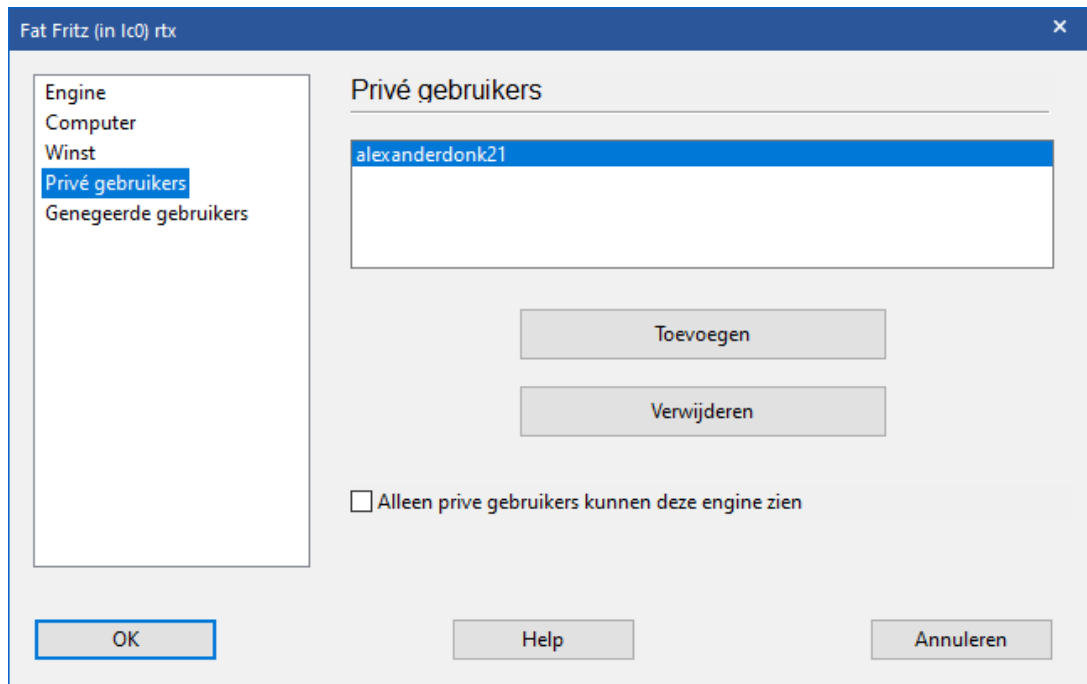 Fat Fritz (in lc0) rtx
Engine
Computer
Winst
Privé gebruikers
Genegeerde gebruikers
Privé gebruikers
alexanderdonk21
Toevoegen
Verwijderen
Alleen prive gebruikers kunnen deze engine zien
OK
Help
Annuleren